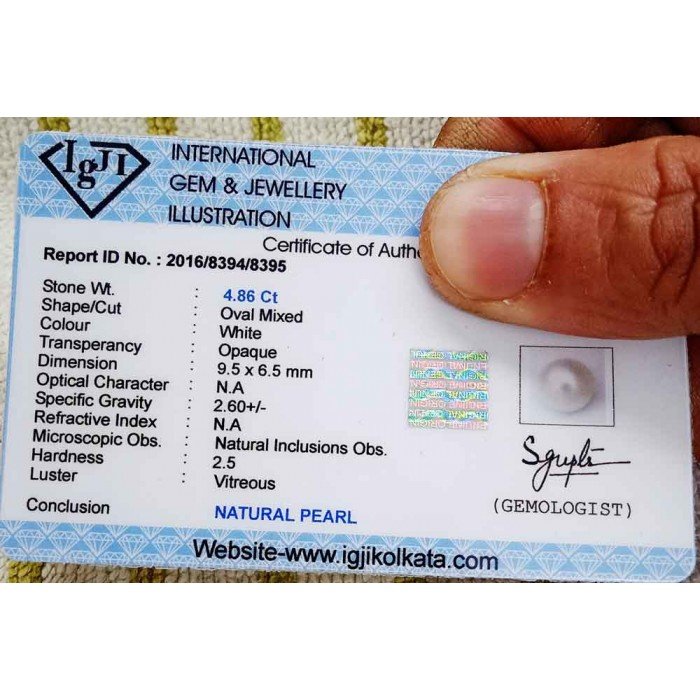 IgJI
INTERNATIONAL
GEM & JEWELLERY
ILLUSTRATION
Certificate of Authe
Report ID No. : 2016/8394/8395
Stone Wt. : 4.86 Ct
Shape/Cut : Oval Mixed
Colour : White
Transperancy : Opaque
Dimension : 9.5 x 6.5 mm
Optical Character : N.A
Specific Gravity : 2.60+/-
Refractive Index : N.A
Microscopic Obs. : Natural Inclusions Obs.
Hardness : 2.5
Luster : Vitreous
Conclusion : NATURAL PEARL
Sgupta
(GEMOLOGIST)
Website-www.igjikolkata.com